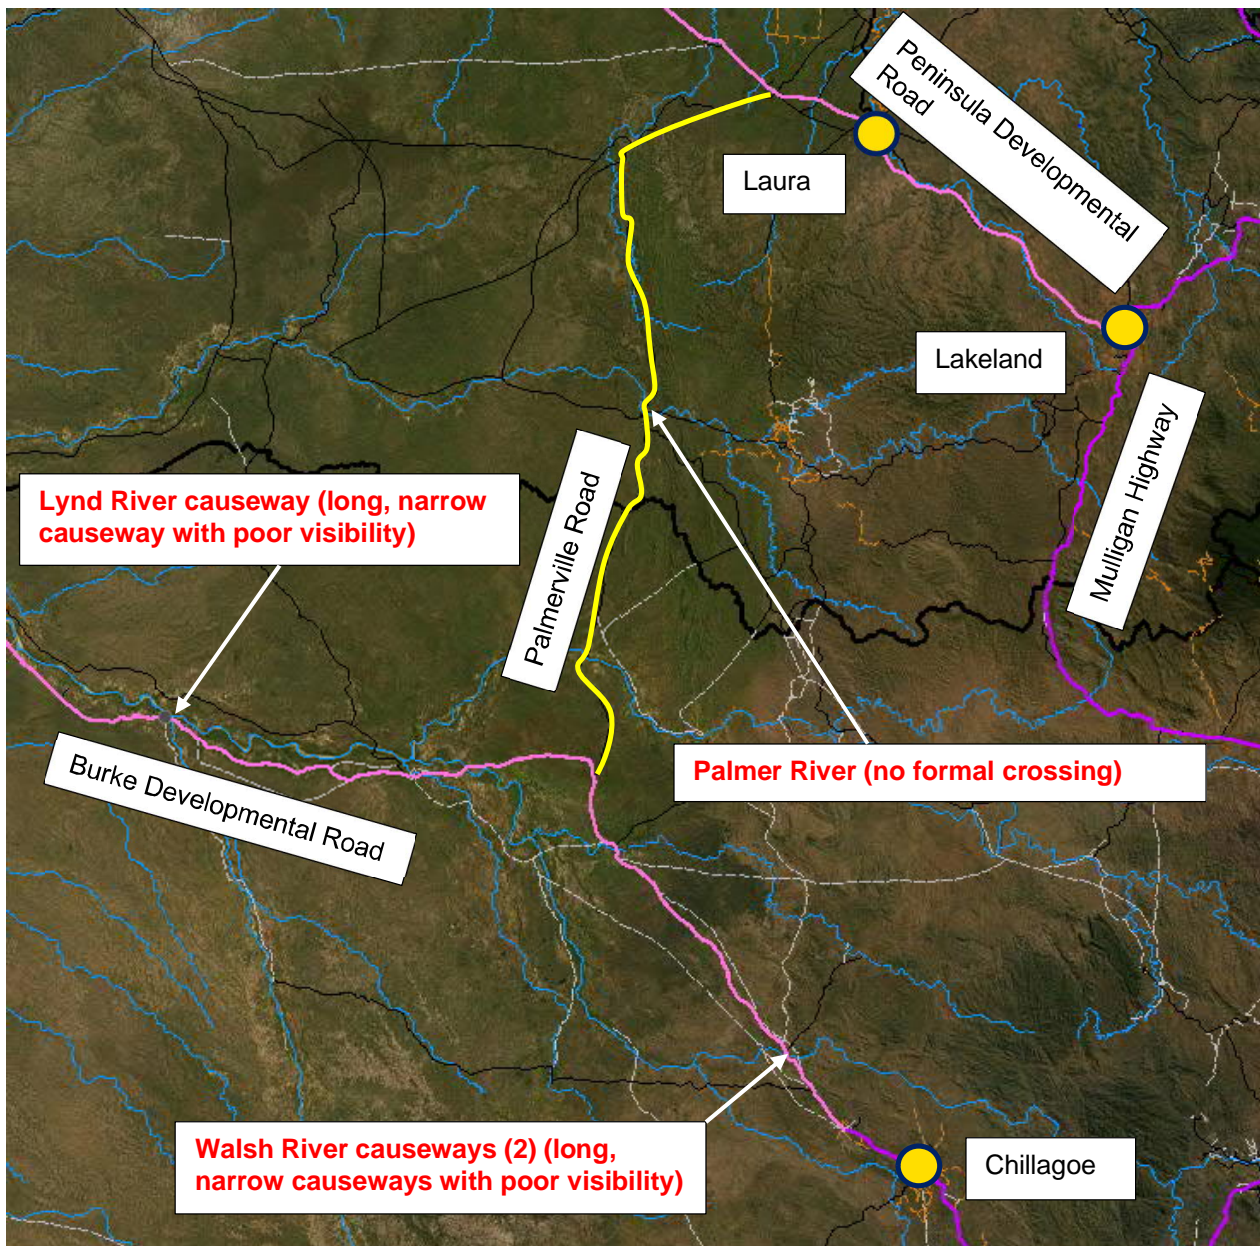 Peninsula Developmental
Road
Laura
Lakeland
Mulligan Highway
Palmerville Road
Lynd River causeway (long, narrow
causeway with poor visibility)
Palmer River (no formal crossing)
Burke Developmental Road
Walsh River causeways (2) (long,
narrow causeways with poor visibility)
Chillagoe